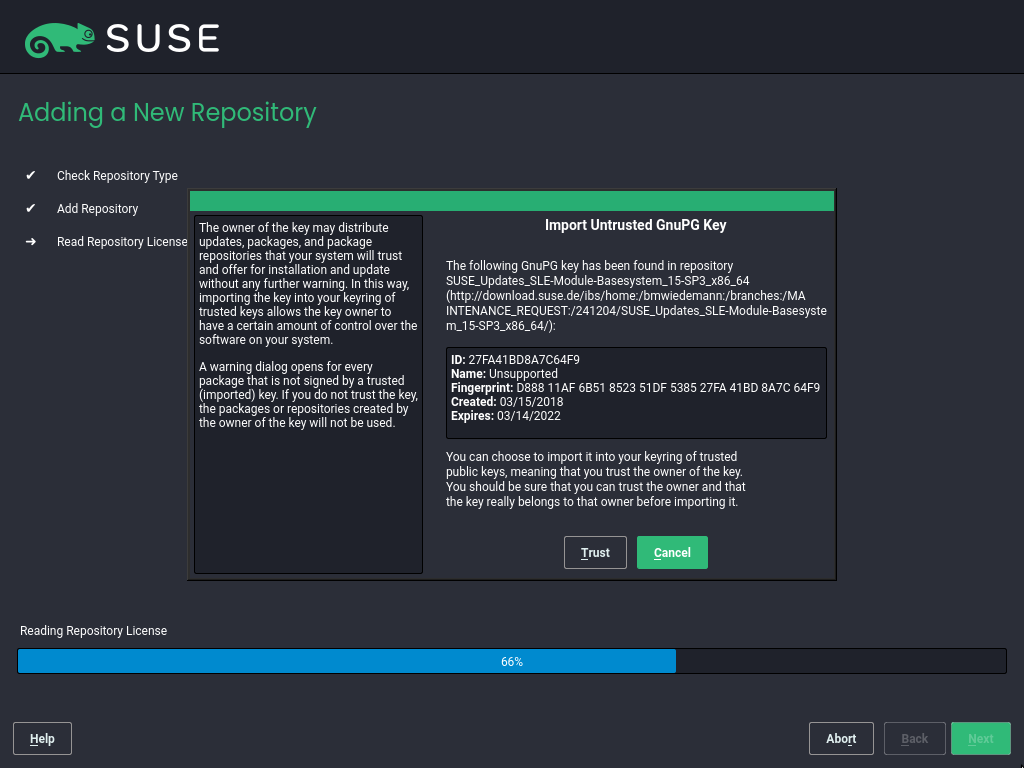 SUSE
Adding a New Repository
✔ Check Repository Type
✔ Add Repository
➜ Read Repository License
The owner of the key may distribute
updates, packages, and package
repositories that your system will trust
and offer for installation and update
without any further warning. In this way,
importing the key into your keyring of
trusted keys allows the key owner to
have a certain amount of control over the
software on your system.
A warning dialog opens for every
package that is not signed by a trusted
(imported) key. If you do not trust the key,
the packages or repositories created by
the owner of the key will not be used.
Import Untrusted GnuPG Key
The following GnuPG key has been found in repository
SUSE_Updates_SLE-Module-Basesystem_15-SP3_x86_64
(http://download.suse.de/ibs/home:/bmwiedemann:/branches:/MA
INTENANCE_REQUEST:/241204/SUSE_Updates_SLE-Module-Basesyste
m_15-SP3_x86_64/):
ID: 27FA41BD8A7C64F9
Name: Unsupported
Fingerprint: D888 11AF 6B51 8523 51DF 5385 27FA 41BD 8A7C 64F9
Created: 03/15/2018
Expires: 03/14/2022
You can choose to import it into your keyring of trusted
public keys, meaning that you trust the owner of the key.
You should be sure that you can trust the owner and that
the key really belongs to that owner before importing it.
Trust Cancel
Reading Repository License
66%
Help Abort Back Next